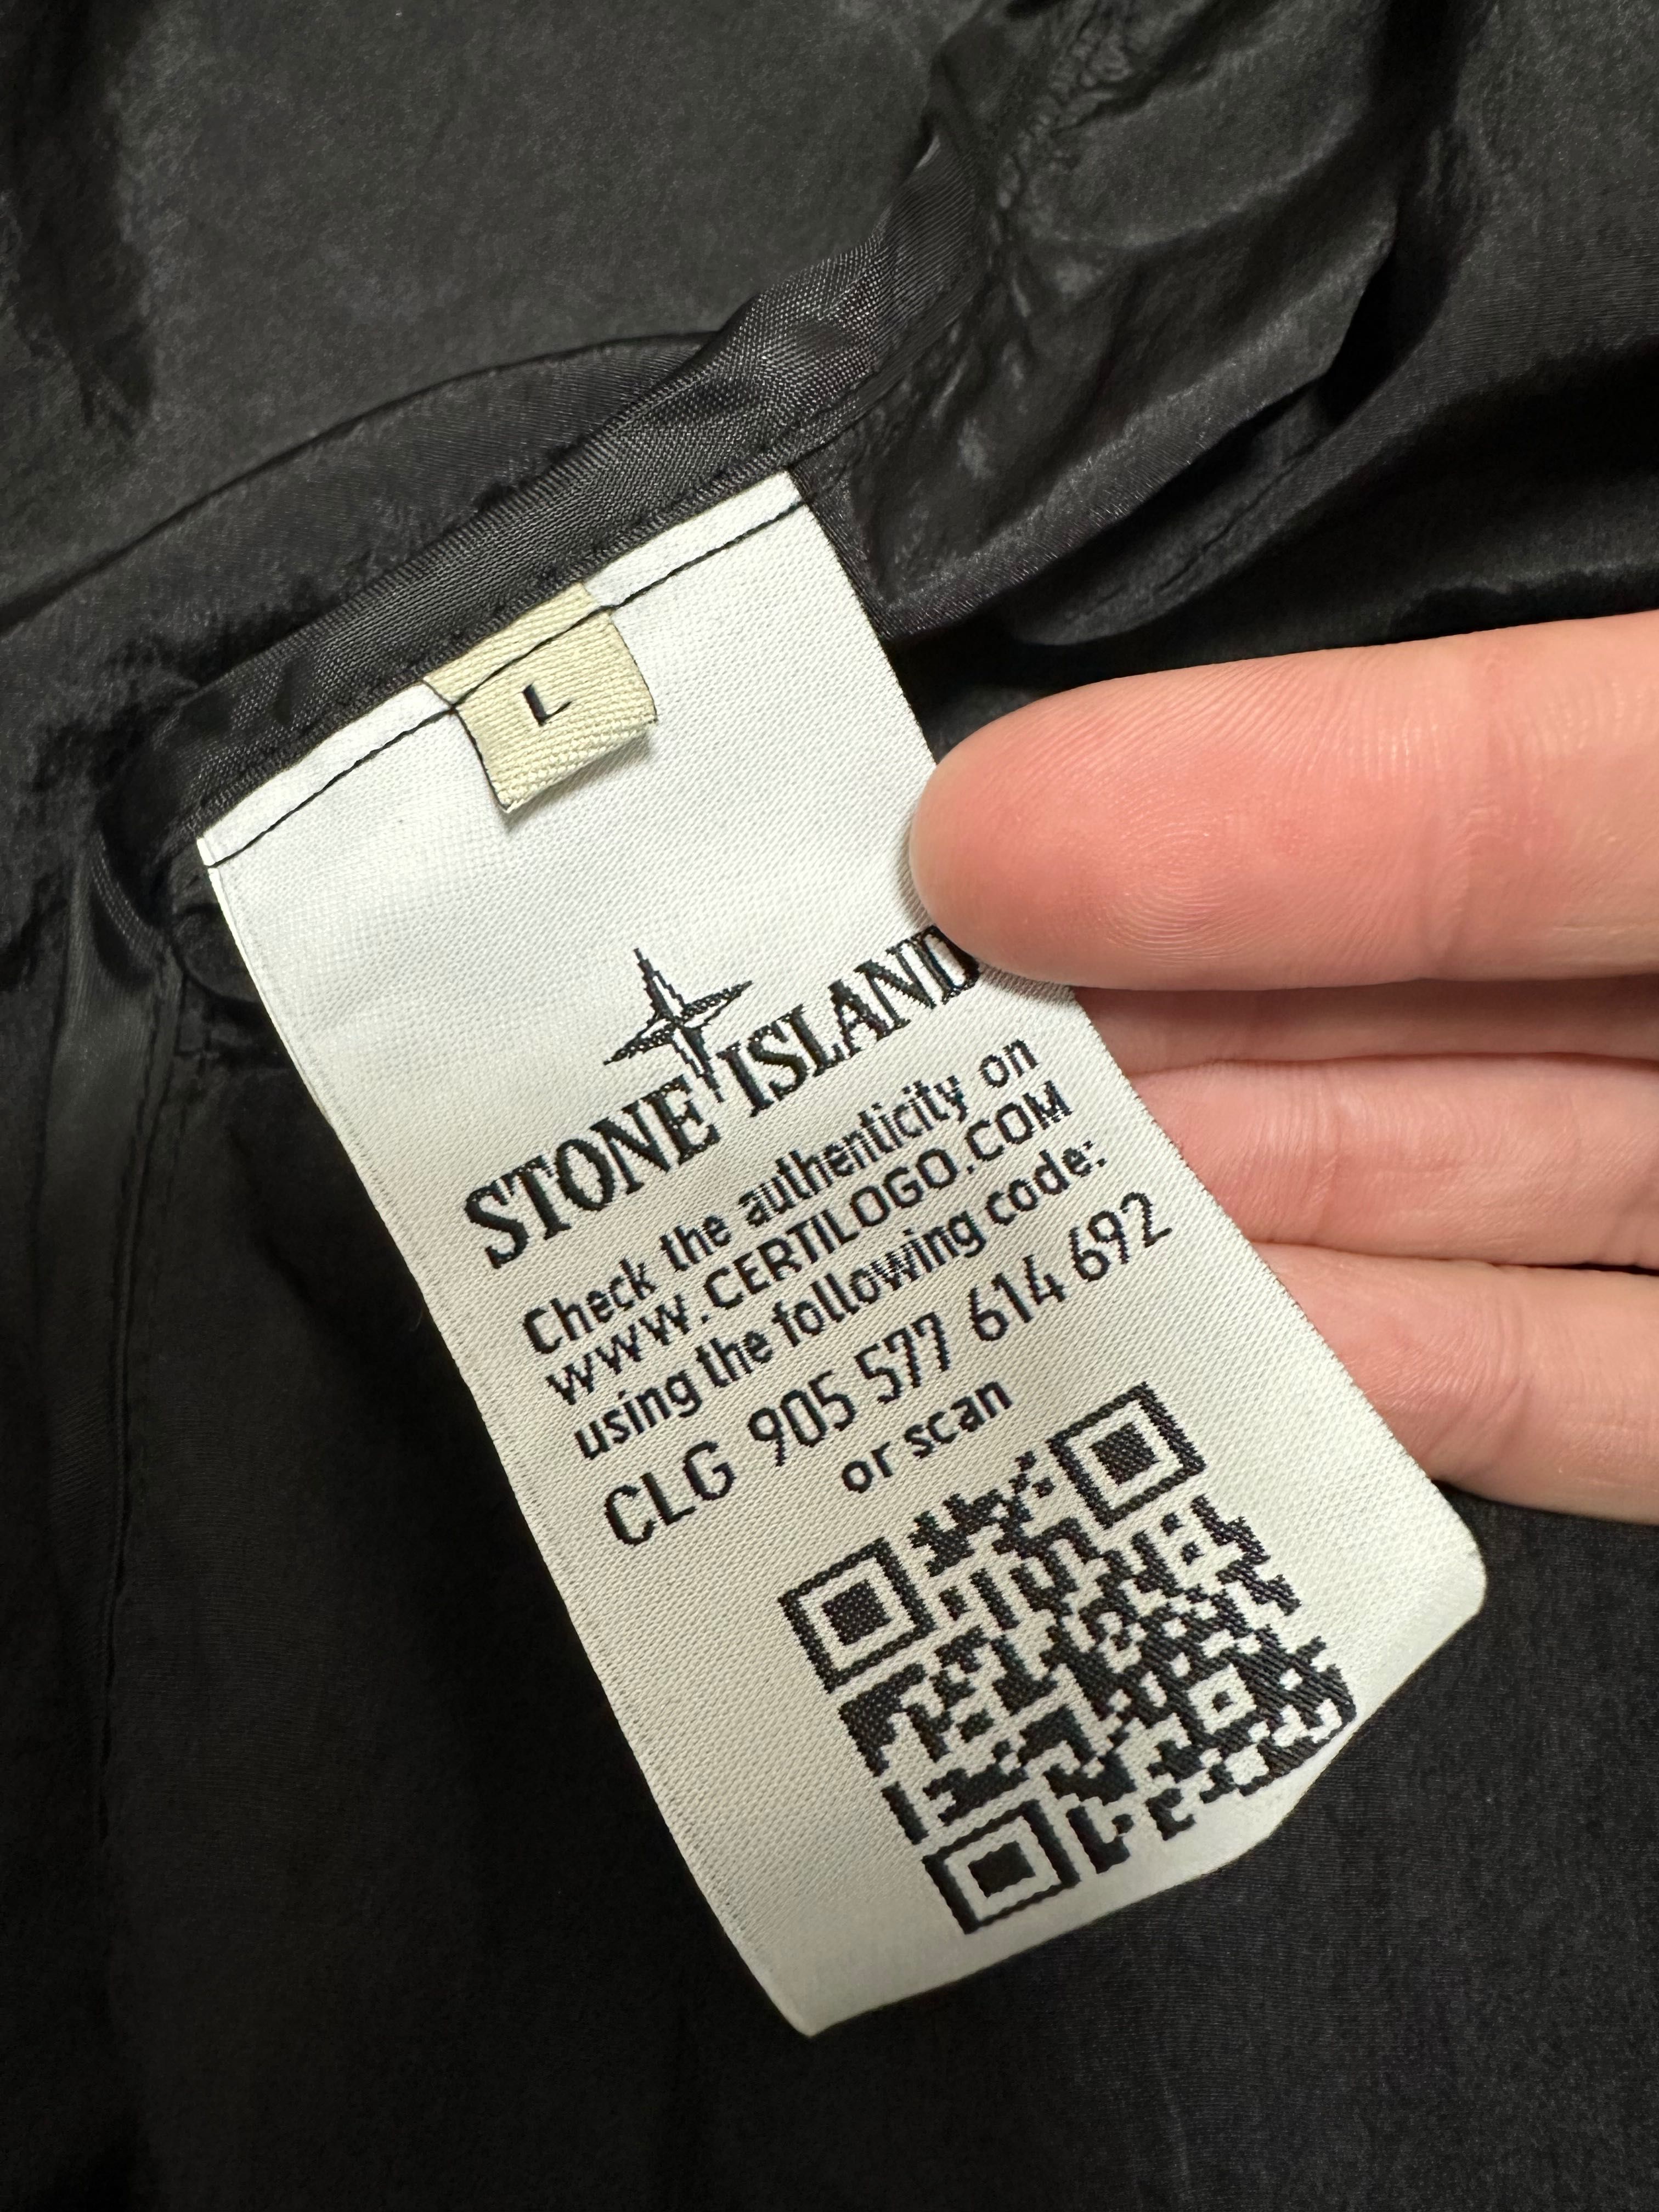 L
STONE ISLAND
Check the authenticity on
WWW.CERTILOGO.COM
using the following code:
CLG 905 577 614 692
or scan